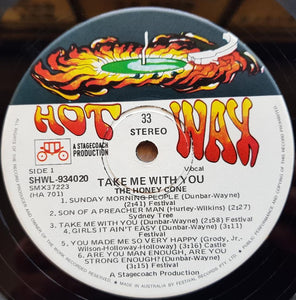 HOT WAX
33
STEREO
Vocal
A STAGECOACH
PRODUCTION
SIDE 1
SHWL-934020
SMX37223
(HA 701)
TAKE ME WITH YOU
THE HONEY CONE
1. SUNDAY MORNING PEOPLE (Dunbar-Wayne)
(2:41) Festival
2. SON OF A PREACHER MAN (Hurley-Wilkins)
Sydney Tree
3. TAKE ME WITH YOU (Dunbar-Wayne) (2:58) Festival
4. GIRLS IT AIN'T EASY (Dunbar-Wayne)
Festival
5. YOU MADE ME SO VERY HAPPY (Grody, Jr.,
Wilson-Holloway-Holloway) (3:16) Castle
6. ARE YOU MAN ENOUGH, ARE YOU
STRONG ENOUGH? (Dunbar-Wayne)
(3:15) Festival
A Stagecoach Production
MADE IN AUSTRALIA BY FESTIVAL RECORDS PTY. LTD.